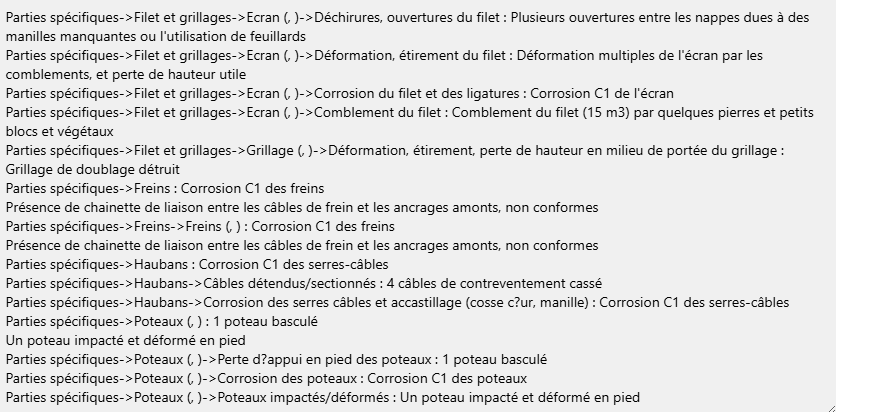 Parties spécifiques->Filet et grillages->Ecran (, )->Déchirures, ouvertures du filet : Plusieurs ouvertures entre les nappes dues à des
manilles manquantes ou l'utilisation de feuillards
Parties spécifiques->Filet et grillages->Ecran (, )->Déformation, étirement du filet : Déformation multiples de l'écran par les
comblements, et perte de hauteur utile
Parties spécifiques->Filet et grillages->Ecran (, )->Corrosion du filet et des ligatures : Corrosion C1 de l'écran
Parties spécifiques->Filet et grillages->Ecran (, )->Comblement du filet : Comblement du filet (15 m3) par quelques pierres et petits
blocs et végétaux
Parties spécifiques->Filet et grillages->Grillage (, )->Déformation, étirement, perte de hauteur en milieu de portée du grillage :
Grillage de doublage détruit
Parties spécifiques->Freins : Corrosion C1 des freins
Présence de chainette de liaison entre les câbles de frein et les ancrages amonts, non conformes
Parties spécifiques->Freins->Freins (, ) : Corrosion C1 des freins
Présence de chainette de liaison entre les câbles de frein et les ancrages amonts, non conformes
Parties spécifiques->Haubans : Corrosion C1 des serres-câbles
Parties spécifiques->Haubans->Câbles détendus/sectionnés : 4 câbles de contreventement cassé
Parties spécifiques->Haubans->Corrosion des serres câbles et accastillage (cosse c?ur, manille) : Corrosion C1 des serres-câbles
Parties spécifiques->Poteaux (, ) : 1 poteau basculé
Un poteau impacté et déformé en pied
Parties spécifiques->Poteaux (, )->Perte d?appui en pied des poteaux : 1 poteau basculé
Parties spécifiques->Poteaux (, )->Corrosion des poteaux : Corrosion C1 des poteaux
Parties spécifiques->Poteaux (, )->Poteaux impactés/déformés : Un poteau impacté et déformé en pied